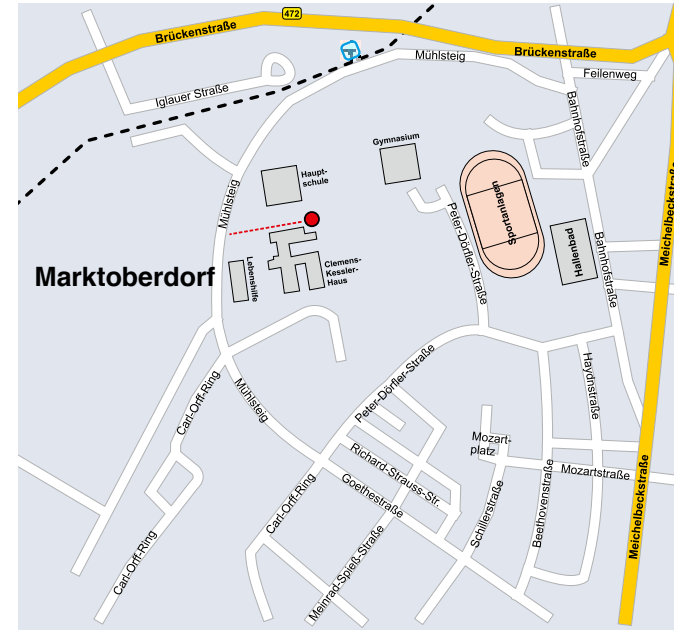 472
Brückenstraße
Brückenstraße
Mühlsteig
Feilenweg
Iglauer Straße
Bahnhofstraße
Gymnasium
Haupt-
schule
Mühlsteig
Sportanlagen
Peter-Dörfler-Straße
Hallenbad
Bahnhofstraße
Meichelbeckstraße
Marktoberdorf
Lebenshilfe
Clemens-
Kessler-
Haus
Carl-Orff-Ring
Mühlsteig
Peter-Dörfler-Straße
Haydnstraße
Mozart-
platz
Mozartstraße
Richard-Strauss-Str.
Goethestraße
Carl-Orff-Ring
Schillerstraße
Beethovenstraße
Meichelbeckstraße
Meinrad-Spieß-Straße
Carl-Orff-Ring